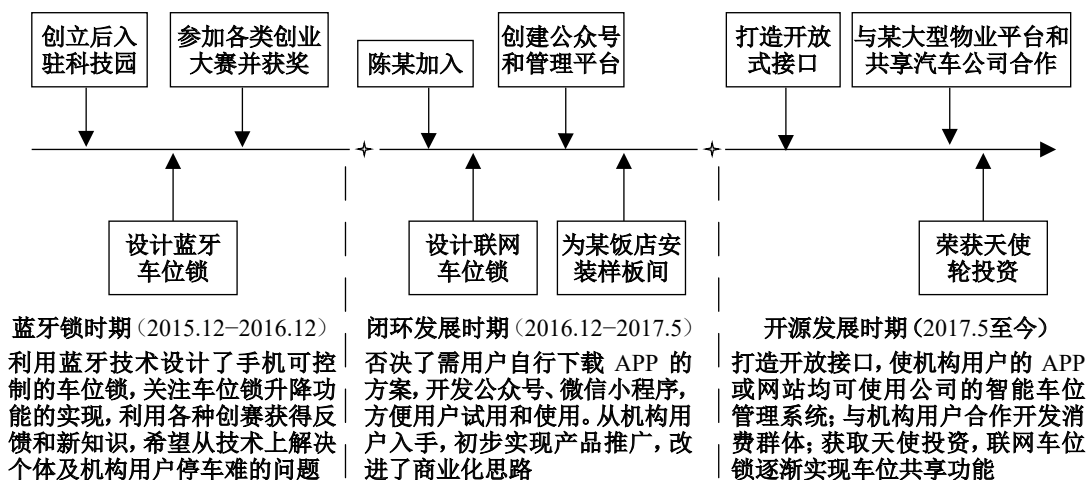 创立后入
驻科技园
参加各类创业
大赛并获奖
陈某加入
创建公众号
和管理平台
打造开放
式接口
与某大型物业平台和
共享汽车公司合作
设计蓝牙
车位锁
设计联网
车位锁
为某饭店安
装样板间
荣获天使
轮投资
蓝牙锁时期(2015.12−2016.12)
利用蓝牙技术设计了手机可控
制的车位锁,关注车位锁升降功
能的实现,利用各种创赛获得反
馈和新知识,希望从技术上解决
个体及机构用户停车难的问题
闭环发展时期(2016.12−2017.5)
否决了需用户自行下载 APP 的
方案,开发公众号、微信小程序,
方便用户试用和使用。从机构用
户入手,初步实现产品推广,改
进了商业化思路
开源发展时期(2017.5至今)
打造开放接口,使机构用户的 APP
或网站均可使用公司的智能车位
管理系统;与机构用户合作开发消
费群体;获取天使投资,联网车位
锁逐渐实现车位共享功能